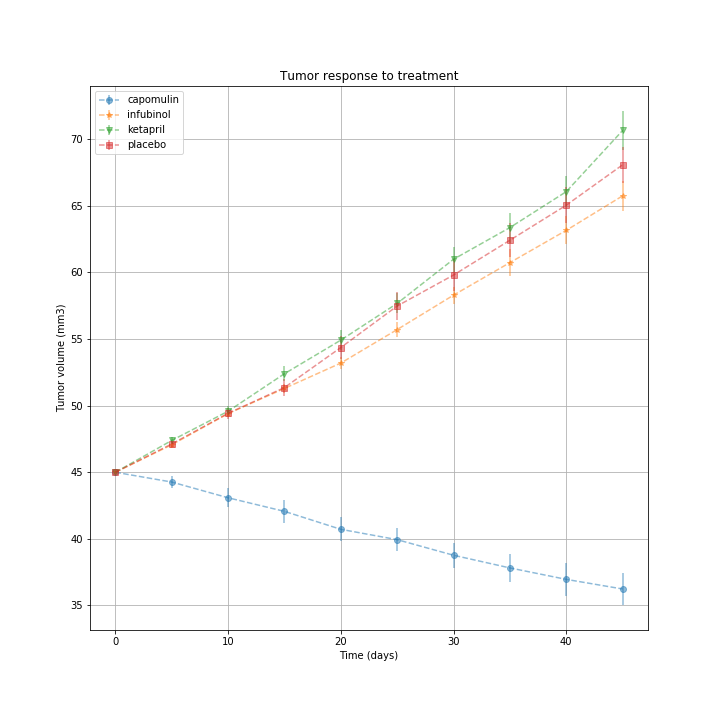 Tumor response to treatment
capomulin
infubinol
ketapril
placebo
Tumor volume (mm3)
70
65
60
55
50
45
40
35
0
10
20
30
40
Time (days)